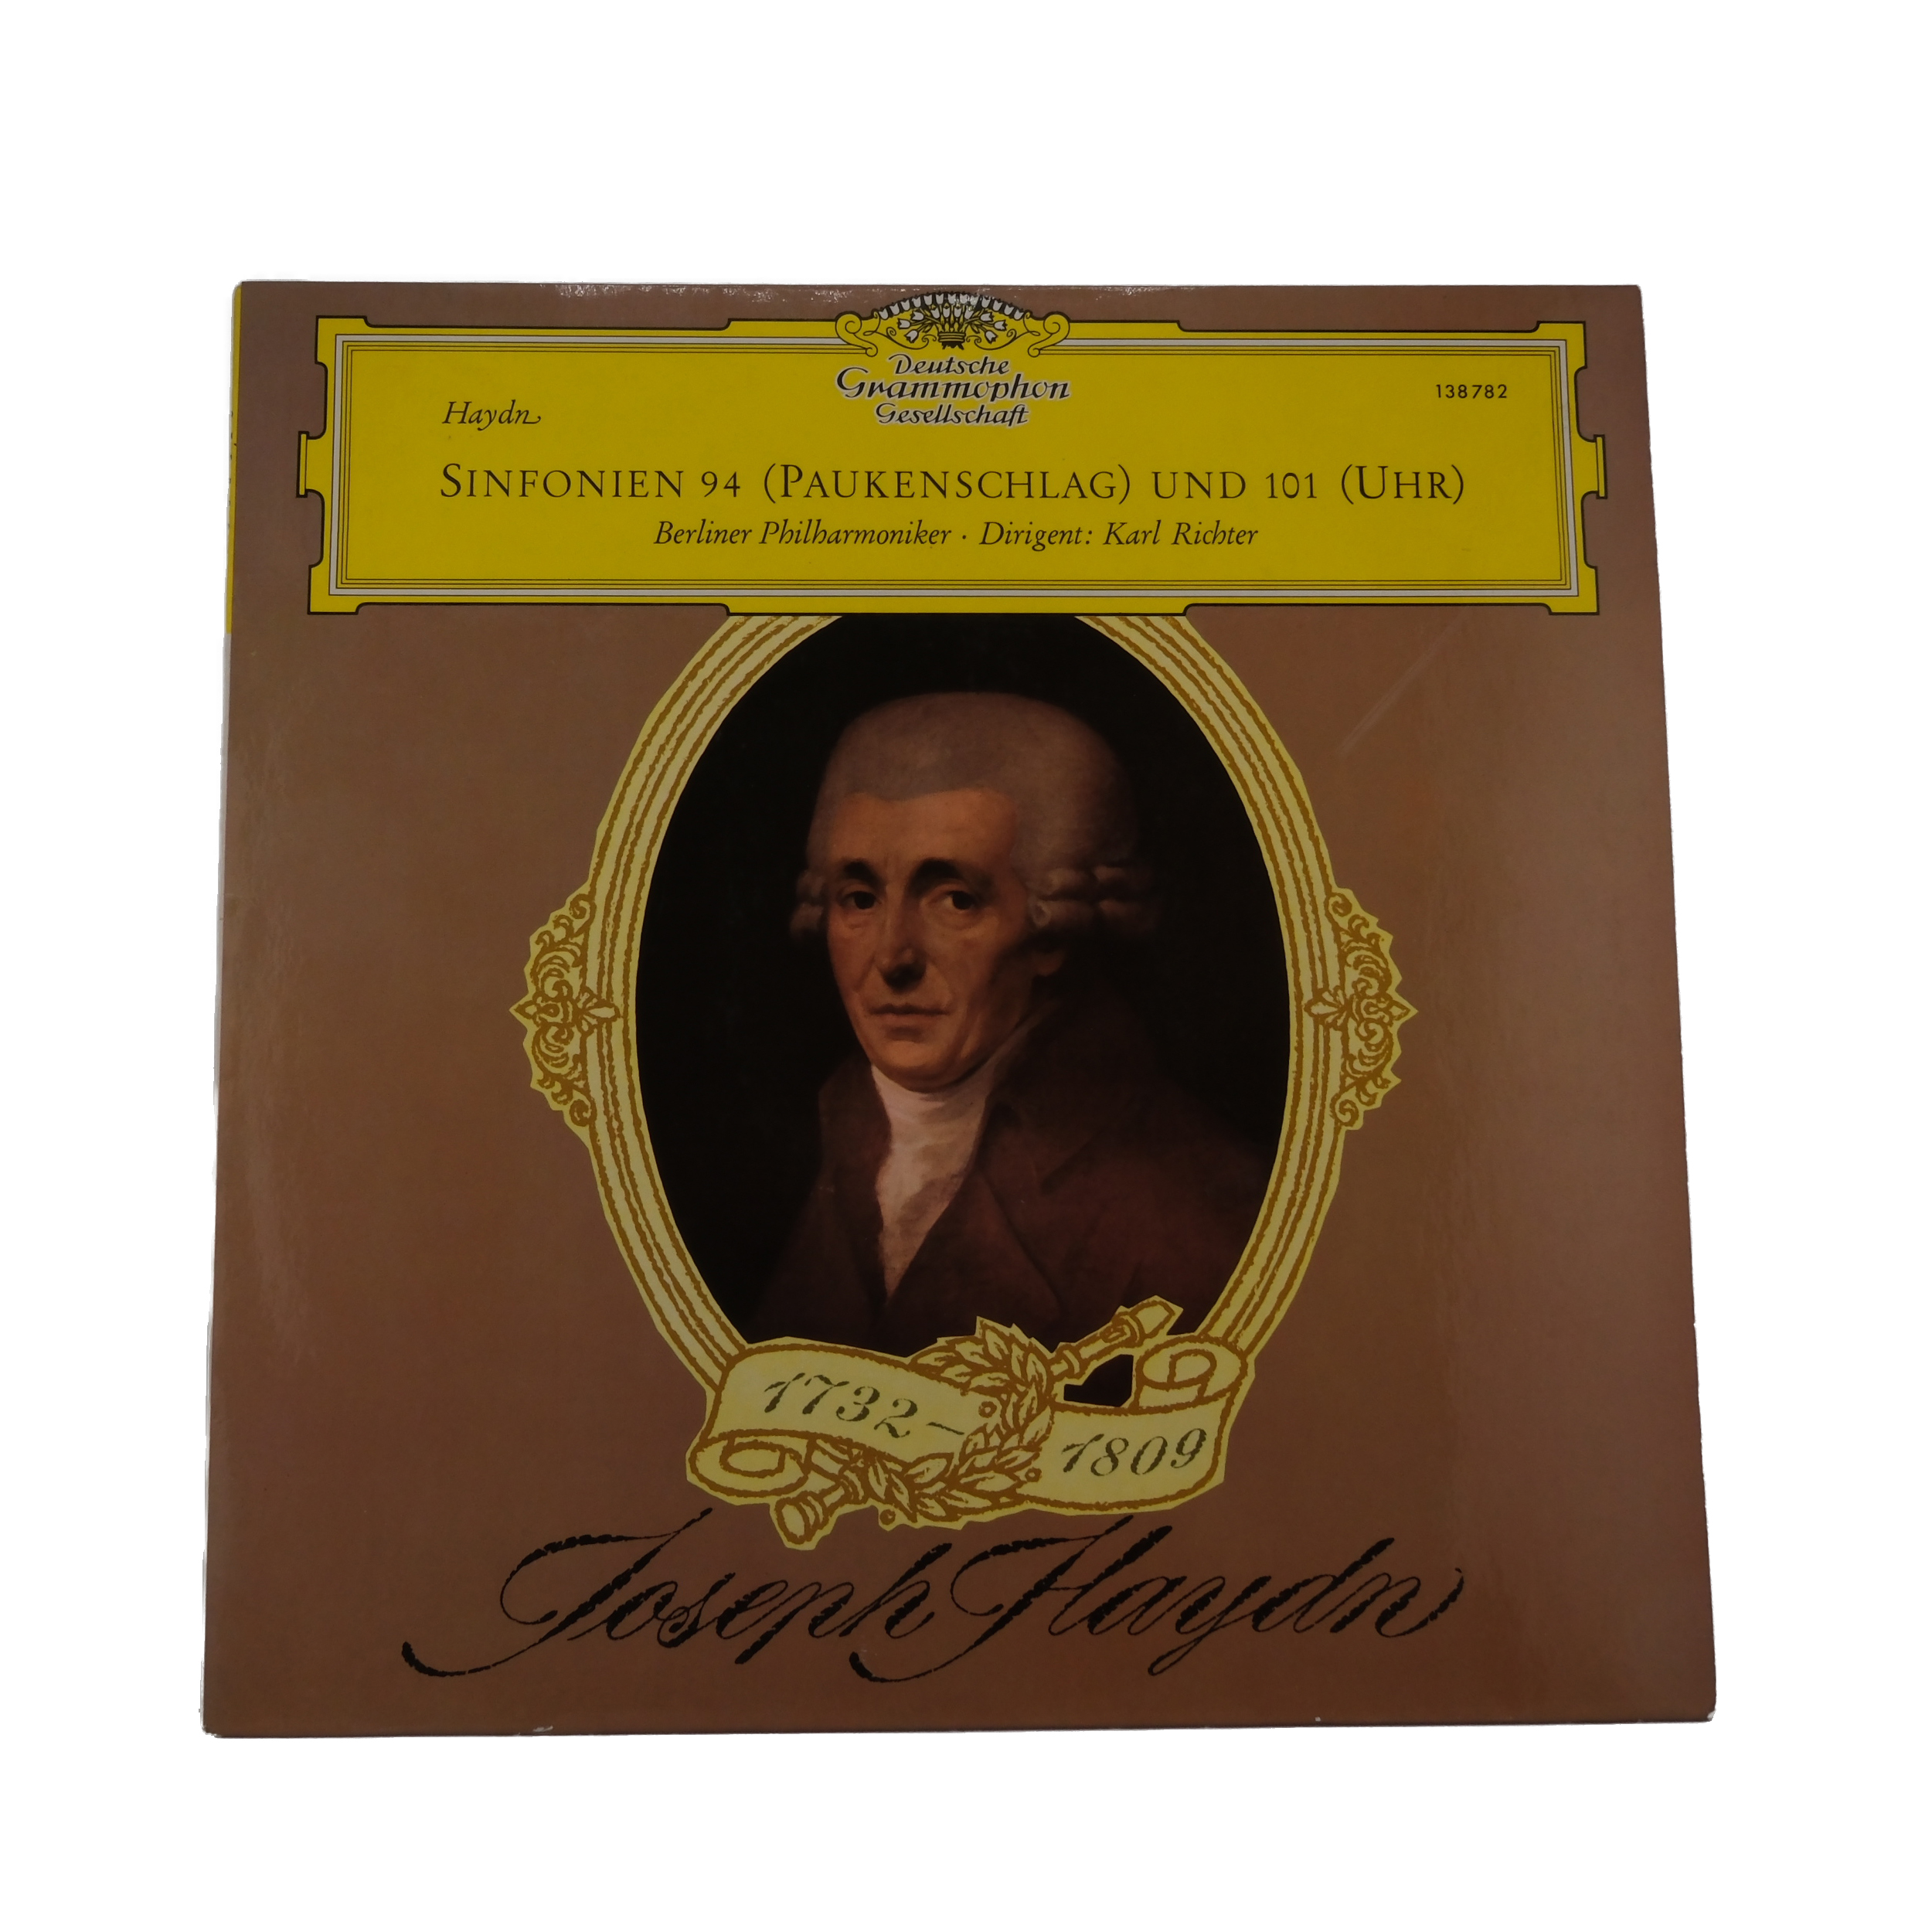 Deutsche
Grammophon
Gesellschaft
138782
Haydn
SINFONIEN 94 (PAUKENSCHLAG) UND 101 (UHR)
Berliner Philharmoniker · Dirigent: Karl Richter
1732–
1809
Joseph Haydn